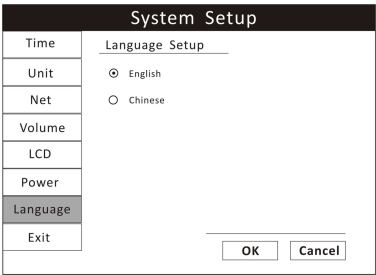 System Setup
Time
Unit
Net
Volume
LCD
Power
Language
Exit
Language Setup
English
Chinese
OK
Cancel